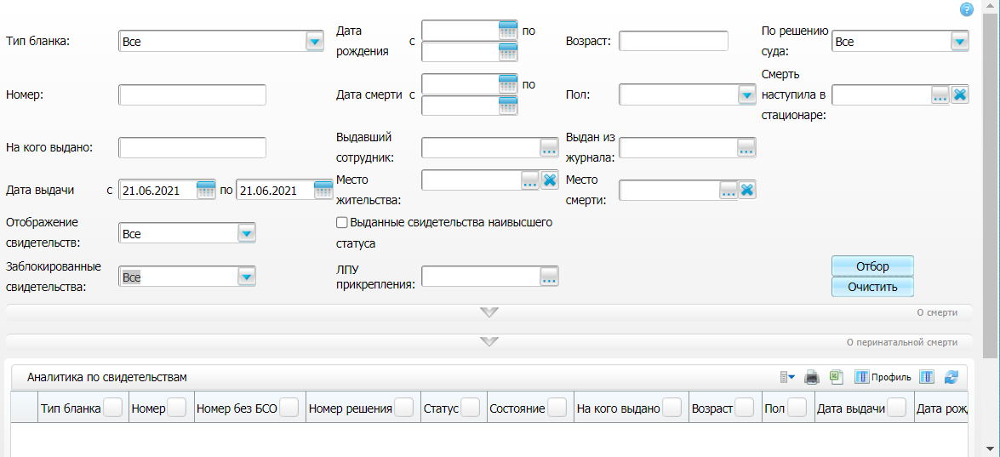 Тип бланка: Все Дата рождения с по Возраст: По решению суда: Все
Номер: Дата смерти с по Пол: Смерть наступила в стационаре:
На кого выдано: Выдавший сотрудник: ... Выдан из журнала: ...
Дата выдачи с 21.06.2021 по 21.06.2021 Место жительства: ... Место смерти: ...
Отображение свидетельств: Все Выданные свидетельства наивысшего статуса
Заблокированные свидетельства: Все ЛПУ прикрепления: ...
Отбор
Очистить
О смерти
О перинатальной смерти
Аналитика по свидетельствам Профиль
Тип бланка Номер Номер без БСО Номер решения Статус Состояние На кого выдано Возраст Пол Дата выдачи Дата рожд